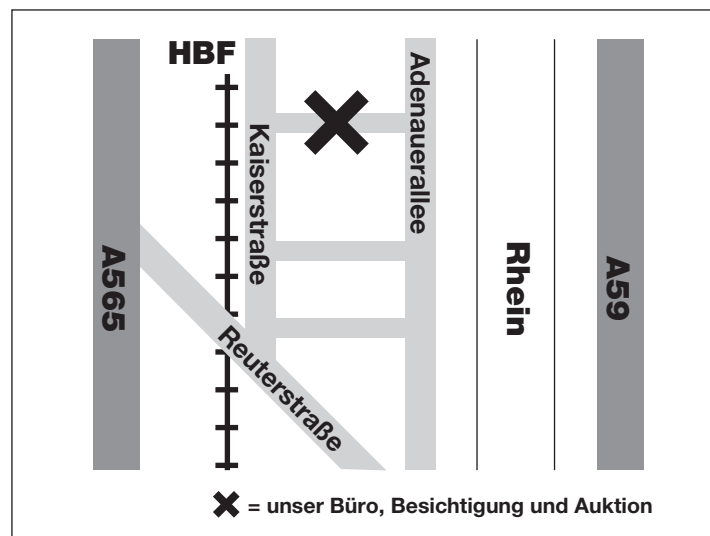 HBF
Adenauerallee
Kaiserstraße
A565
Rhein
A59
Reuterstraße
= unser Büro, Besichtigung und Auktion